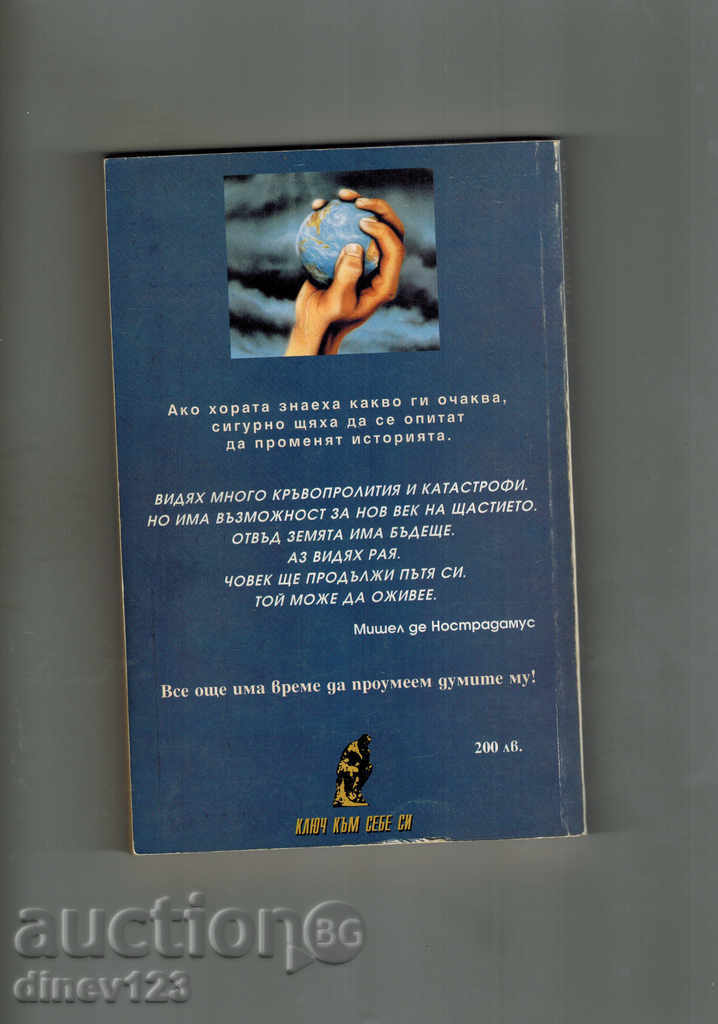 Ако хората знаеха какво ги очаква,
сигурно щяха да се опитат
да променят историята.
ВИДЯХ МНОГО КРЪВОПРОЛИТИЯ И КАТАСТРОФИ.
НО ИМА ВЪЗМОЖНОСТ ЗА НОВ ВЕК НА ЩАСТИЕТО.
ОТВЪД ЗЕМЯТА ИМА БЪДЕЩЕ.
АЗ ВИДЯХ РАЯ.
ЧОВЕК ЩЕ ПРОДЪЛЖИ ПЪТЯ СИ.
ТОЙ МОЖЕ ДА ОЖИВЕЕ.
Мишел де Нострадамус
Все още има време да проумеем думите му!
200 лв.
КЛЮЧ КЪМ СЕБЕ СИ
auction BG
dinev123